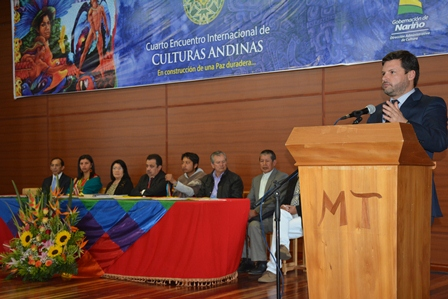 Cuarto Encuentro Internacional de
CULTURAS ANDINAS
En construcción de una Paz duradera...
Gobernación
de Nariño
MT